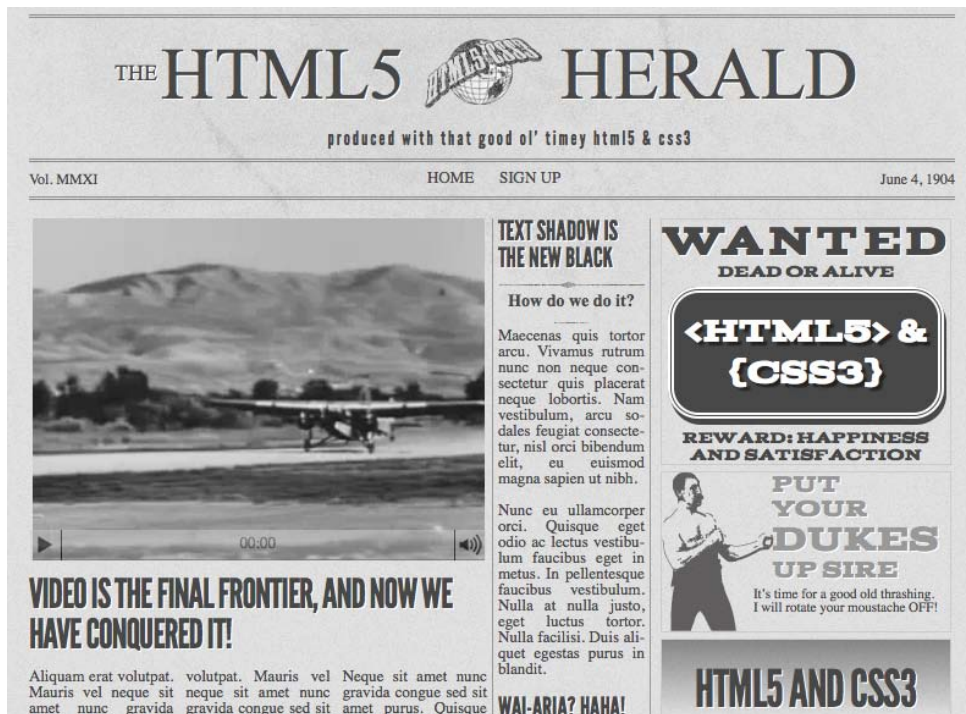 THE HTML5 HTML5 & CSS3 HERALD
produced with that good ol' timey html5 & css3
Vol. MMXI
HOME SIGN UP
June 4, 1904
00:00
VIDEO IS THE FINAL FRONTIER, AND NOW WE
HAVE CONQUERED IT!
Aliquam erat volutpat.
Mauris vel neque sit
amet nunc gravida
volutpat. Mauris vel
neque sit amet nunc
gravida congue sed sit
Neque sit amet nunc
gravida congue sed sit
amet purus. Quisque
TEXT SHADOW IS
THE NEW BLACK
How do we do it?
Maecenas quis tortor
arcu. Vivamus rutrum
nunc non neque con-
sectetur quis placerat
neque lobortis. Nam
vestibulum, arcu so-
dales feugiat consecte-
tur, nisl orci bibendum
elit, eu euismod
magna sapien ut nibh.
Nunc eu ullamcorper
orci. Quisque eget
odio ac lectus vestibu-
lum faucibus eget in
metus. In pellentesque
faucibus vestibulum.
Nulla at nulla justo,
eget luctus tortor.
Nulla facilisi. Duis ali-
quet egestas purus in
blandit.
WAI-ARIA? HAHA!
WANTED
DEAD OR ALIVE
<HTML5> &
{CSS3}
REWARD: HAPPINESS
AND SATISFACTION
PUT
YOUR
DUKES
UP SIRE
It's time for a good old thrashing.
I will rotate your moustache OFF!
HTML5 AND CSS3